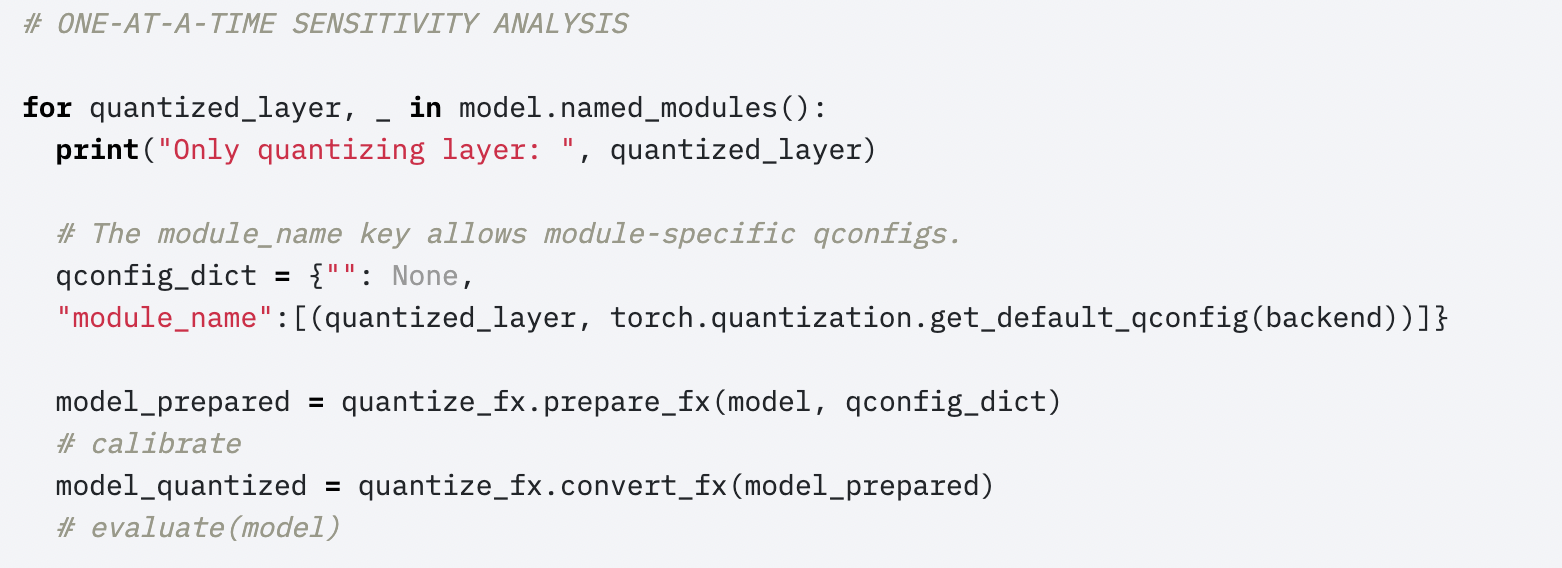 # ONE-AT-A-TIME SENSITIVITY ANALYSIS
for quantized_layer, _ in model.named_modules():
print("Only quantizing layer: ", quantized_layer)
# The module_name key allows module-specific qconfigs.
qconfig_dict = {"": None,
"module_name":[(quantized_layer, torch.quantization.get_default_qconfig(backend))]}
model_prepared = quantize_fx.prepare_fx(model, qconfig_dict)
# calibrate
model_quantized = quantize_fx.convert_fx(model_prepared)
# evaluate(model)